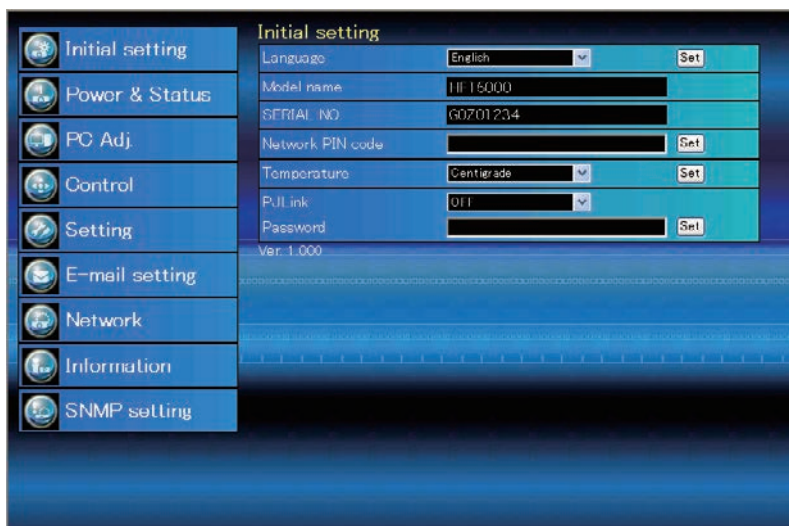 Initial setting
Power & Status
PC Adj.
Control
Setting
E-mail setting
Network
Information
SNMP setting
Initial setting
Language English Set
Model name HF16000
SERIAL NO. G0701234
Network PIN code Set
Temperature Centigrade Set
PJLink OFF
Password Set
Ver. 1.000